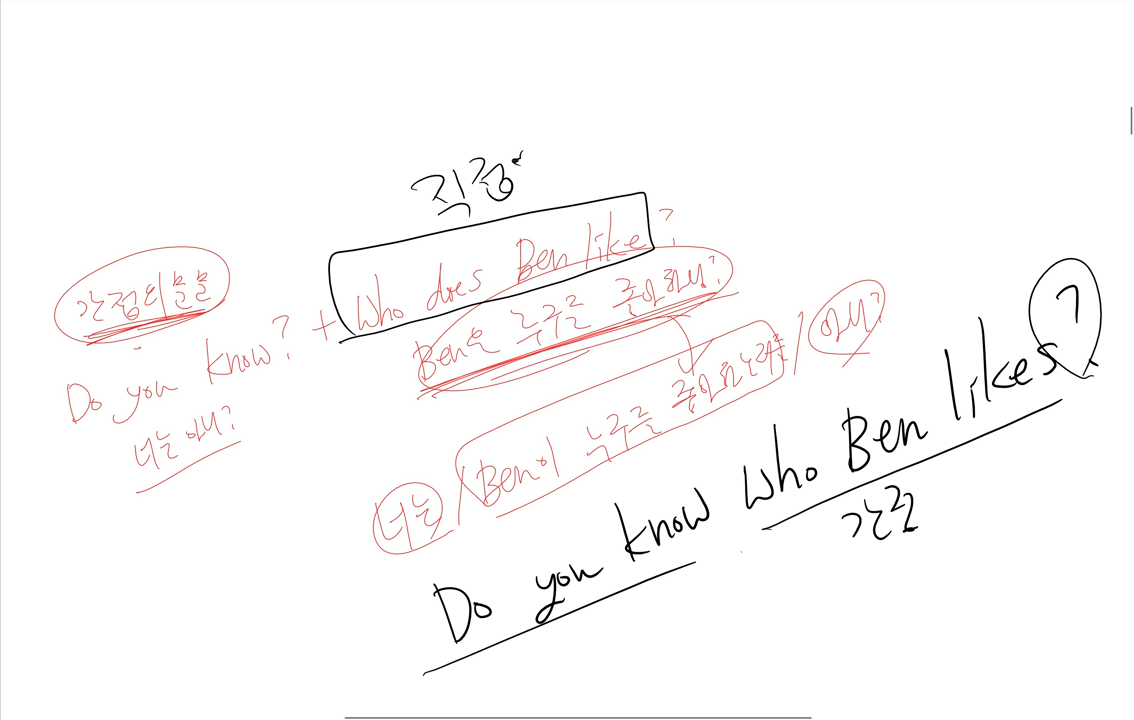 직접
Who does Ben like?
간접의문문
Ben은 누구를 좋아하니?
Do you know? +
너는 아니?
너는 / Ben이 누구를 좋아하는지를 / 아니?
Do you know who Ben likes?
간접